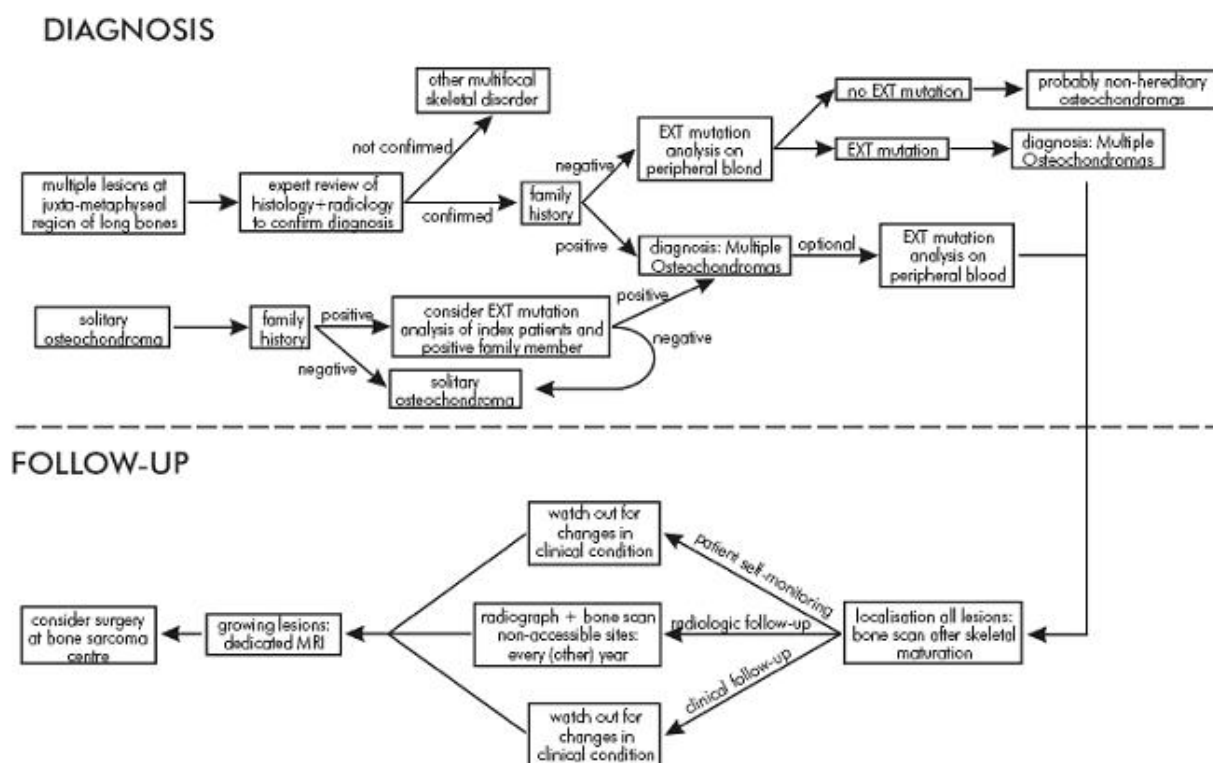 DIAGNOSIS
other multifocal
skeletal disorder
no EXT mutation
probably non-hereditary
osteochondromas
not confirmed
negative
EXT mutation
analysis on
peripheral blond
EXT mutation
diagnosis: Multiple
Osteochondromas
multiple lesions at
juxta-metaphyseal
region of long bones
expert review of
histology+radiology
to confirm diagnosis
confirmed
family
history
positive
diagnosis: Multiple
Osteochondromas
optional
EXT mutation
analysis on
peripheral blood
solitary
osteochondroma
family
history
positive
consider EXT mutation
analysis of index patients and
positive family member
positive
negative
negative
solitary
osteochondroma
FOLLOW-UP
watch out for
changes in
clinical condition
patient self-monitoring
consider surgery
at bone sarcoma
centre
growing lesions:
dedicated MRI
radiograph + bone scan
non-accessible sites:
every (other) year
radiologic follow-up
localisation all lesions:
bone scan after skeletal
maturation
clinical follow-up
watch out for
changes in
clinical condition